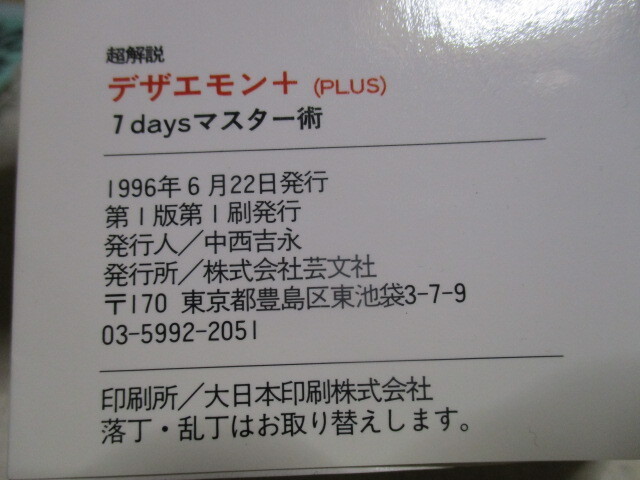 超解説
デザエモン＋ (PLUS)
7daysマスター術
1996年6月22日発行
第1版第1刷発行
発行人／中西吉永
発行所／株式会社芸文社
〒170 東京都豊島区東池袋3-7-9
03-5992-2051
印刷所／大日本印刷株式会社
落丁・乱丁はお取り替えします。